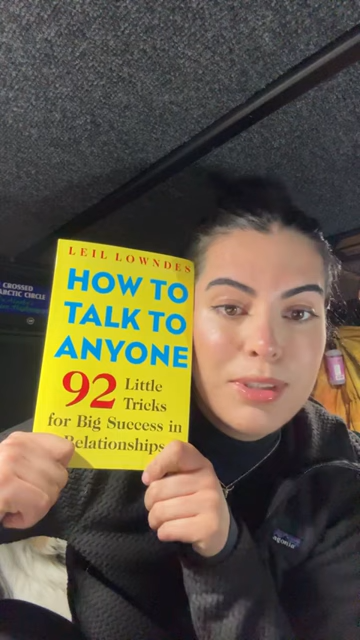 CROSSED
ARCTIC CIRCLE
LEIL LOWNDES
HOW TO
TALK TO
ANYONE
92 Little
Tricks
for Big Success in
Relationships